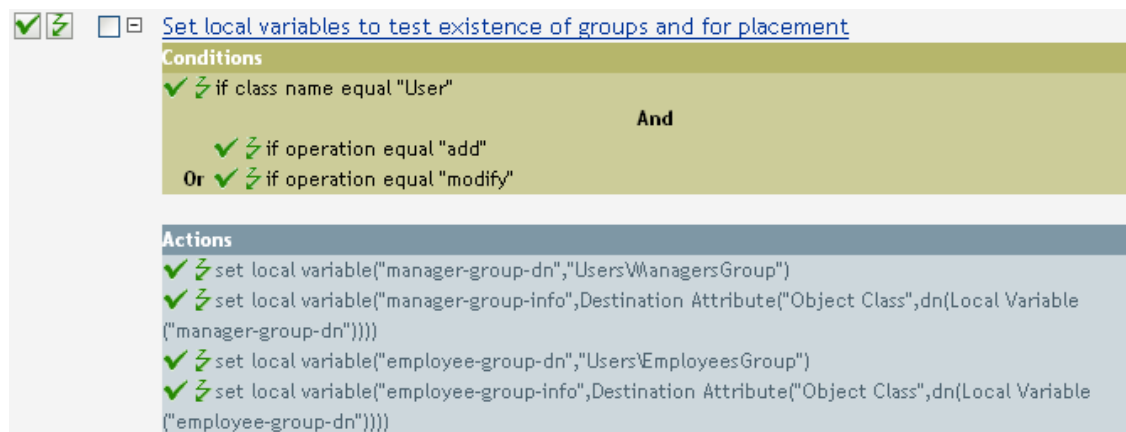 Set local variables to test existence of groups and for placement
Conditions
if class name equal "User"
And
if operation equal "add"
Or if operation equal "modify"
Actions
set local variable("manager-group-dn","Users\ManagersGroup")
set local variable("manager-group-info",Destination Attribute("Object Class",dn(Local Variable
("manager-group-dn"))))
set local variable("employee-group-dn","Users\EmployeesGroup")
set local variable("employee-group-info",Destination Attribute("Object Class",dn(Local Variable
("employee-group-dn"))))